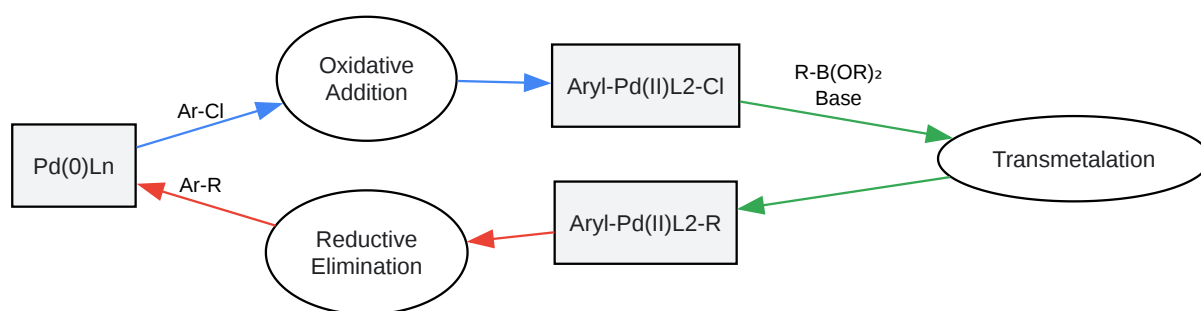 Oxidative
Addition
Aryl-Pd(II)L2-Cl
R-B(OR)₂
Base
Ar-Cl
Pd(0)Ln
Transmetalation
Ar-R
Aryl-Pd(II)L2-R
Reductive
Elimination